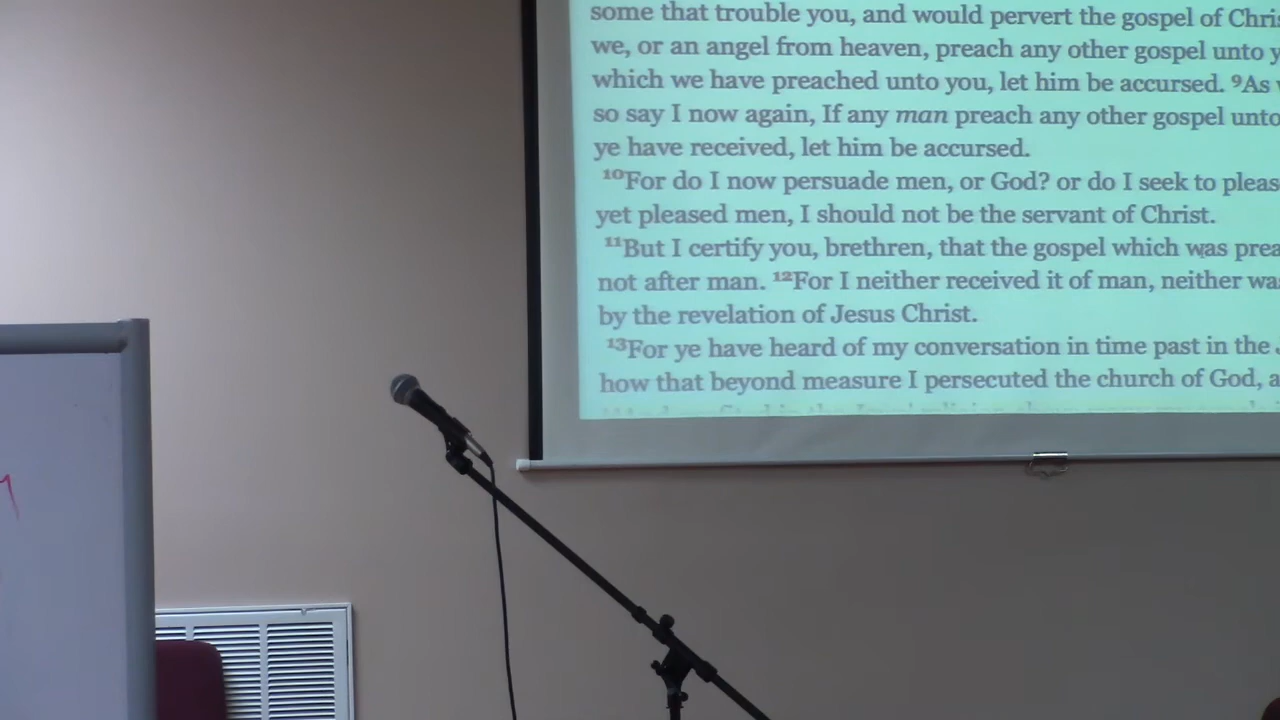 some that trouble you, and would pervert the gospel of Chris
we, or an angel from heaven, preach any other gospel unto y
which we have preached unto you, let him be accursed. ⁹As
so say I now again, If any man preach any other gospel unto
ye have received, let him be accursed.
¹⁰For do I now persuade men, or God? or do I seek to pleas
yet pleased men, I should not be the servant of Christ.
¹¹But I certify you, brethren, that the gospel which was prea
not after man. ¹²For I neither received it of man, neither wa
by the revelation of Jesus Christ.
¹³For ye have heard of my conversation in time past in the
how that beyond measure I persecuted the church of God, a